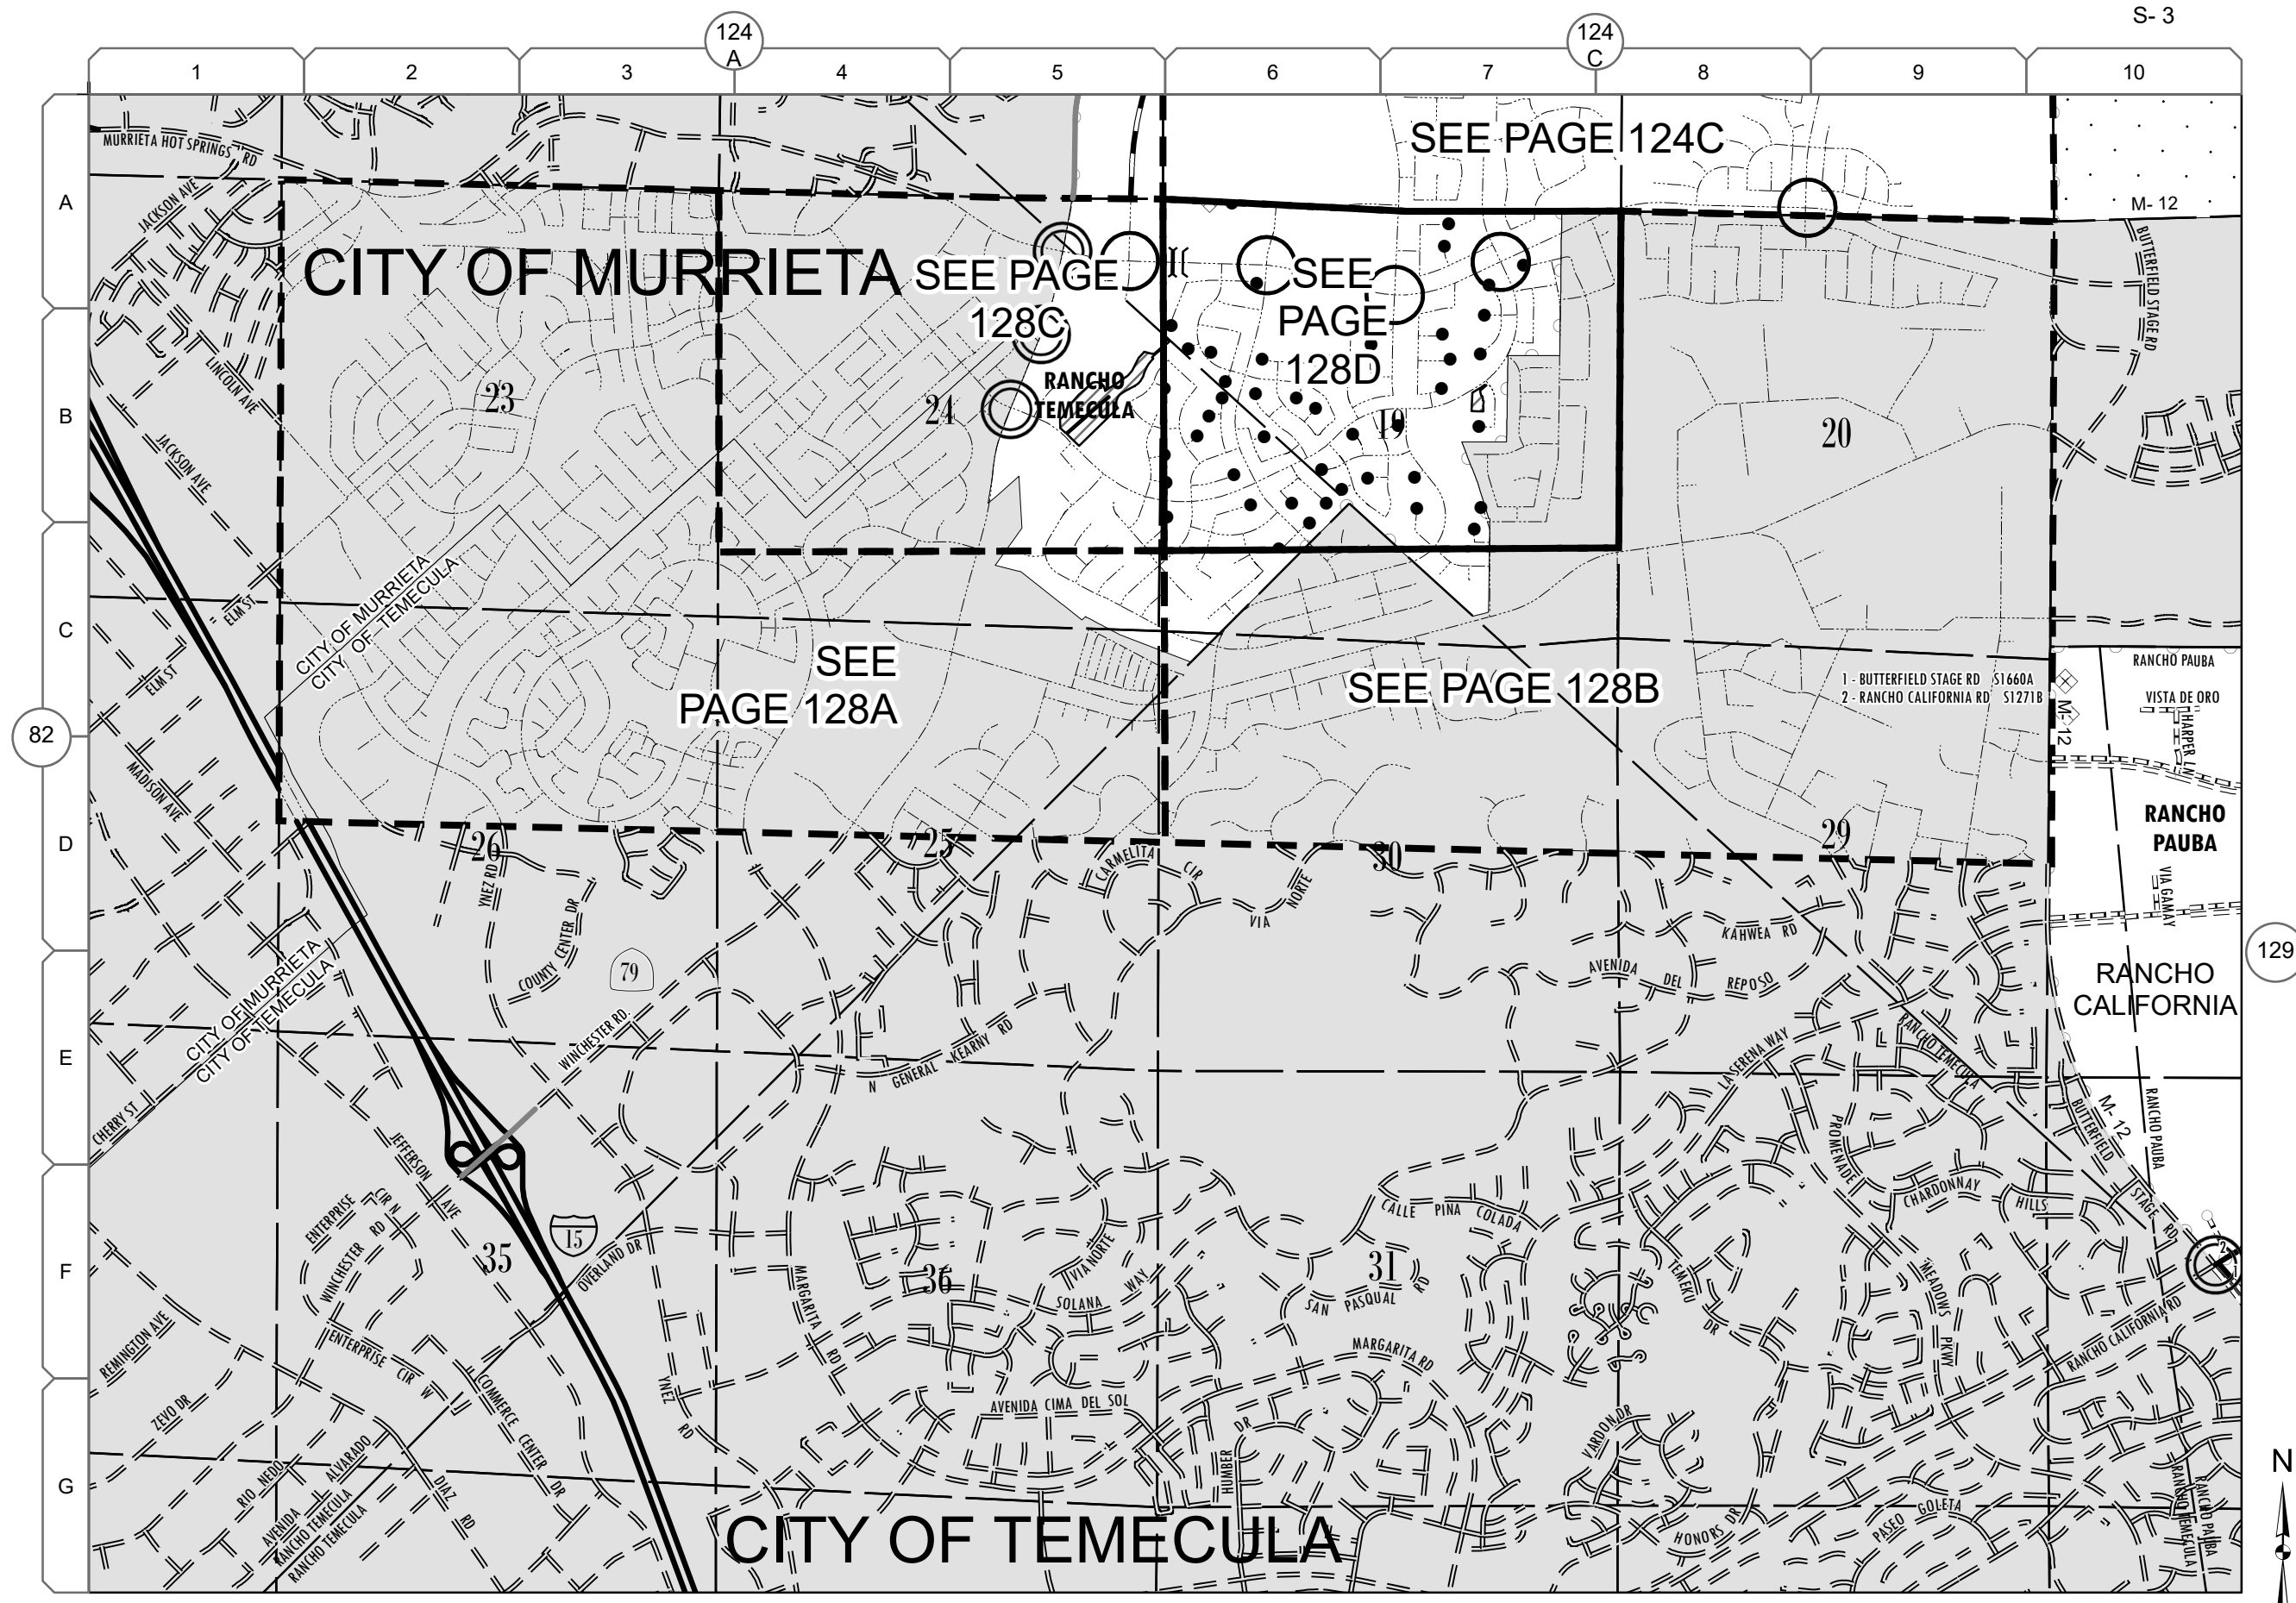 S- 3
124
A
124
C
1
2
3
4
5
6
7
8
9
10
A
B
C
D
E
F
G
82
129
N
MURRIETA HOT SPRINGS RD
JACKSON AVE
LINCOLN AVE
JACKSON AVE
CITY OF MURRIETA
SEE PAGE 124C
SEE PAGE
128C
SEE
PAGE
128D
M- 12
BUTTERFIELD STAGE RD
RANCHO
TEMECULA
23
24
19
20
ELM ST
ELM ST
CITY OF MURRIETA
CITY OF TEMECULA
SEE
PAGE 128A
SEE PAGE 128B
1 - BUTTERFIELD STAGE RD S1660A
2 - RANCHO CALIFORNIA RD S1271B
RANCHO PAUBA
VISTA DE ORO
HARPER LN
M- 12
MADISON AVE
RANCHO
PAUBA
26
25
30
29
YNEZ RD
COUNTY CENTER DR
CARMELITA CIR
VIA NORTE
KAHWEA RD
VIA GAMAY
AVENIDA DEL REPOSO
RANCHO
CALIFORNIA
79
WINCHESTER RD
CITY OF MURRIETA
CITY OF TEMECULA
N GENERAL KEARNY RD
LA SERENA WAY
RANCHO TEMECULA
CHERRY ST
JEFFERSON AVE
PROMENADE
M- 12
BUTTERFIELD STAGE RD
RANCHO PAUBA
CHARDONNAY HILLS
ENTERPRISE CIR N
WINCHESTER RD
15
35
OVERLAND DR
36
31
CALLE PINA COLADA
VIA NORTE
SOLANA WAY
SAN PASQUAL RD
TEMEKU DR
MEADOWS PKWY
2
MARGARITA RD
MARGARITA RD
RANCHO CALIFORNIA RD
REMINGTON AVE
ENTERPRISE CIR W
COMMERCE CENTER DR
YNEZ RD
AVENIDA CIMA DEL SOL
ZEVO DR
RIO NEDO
AVENIDA ALVARADO
RANCHO TEMECULA
RANCHO TEMECULA
DIAZ RD
HUMBER DR
VARDON DR
HONORS DR
PASEO GOLETA
RANCHO TEMECULA
RANCHO PAUBA
CITY OF TEMECULA